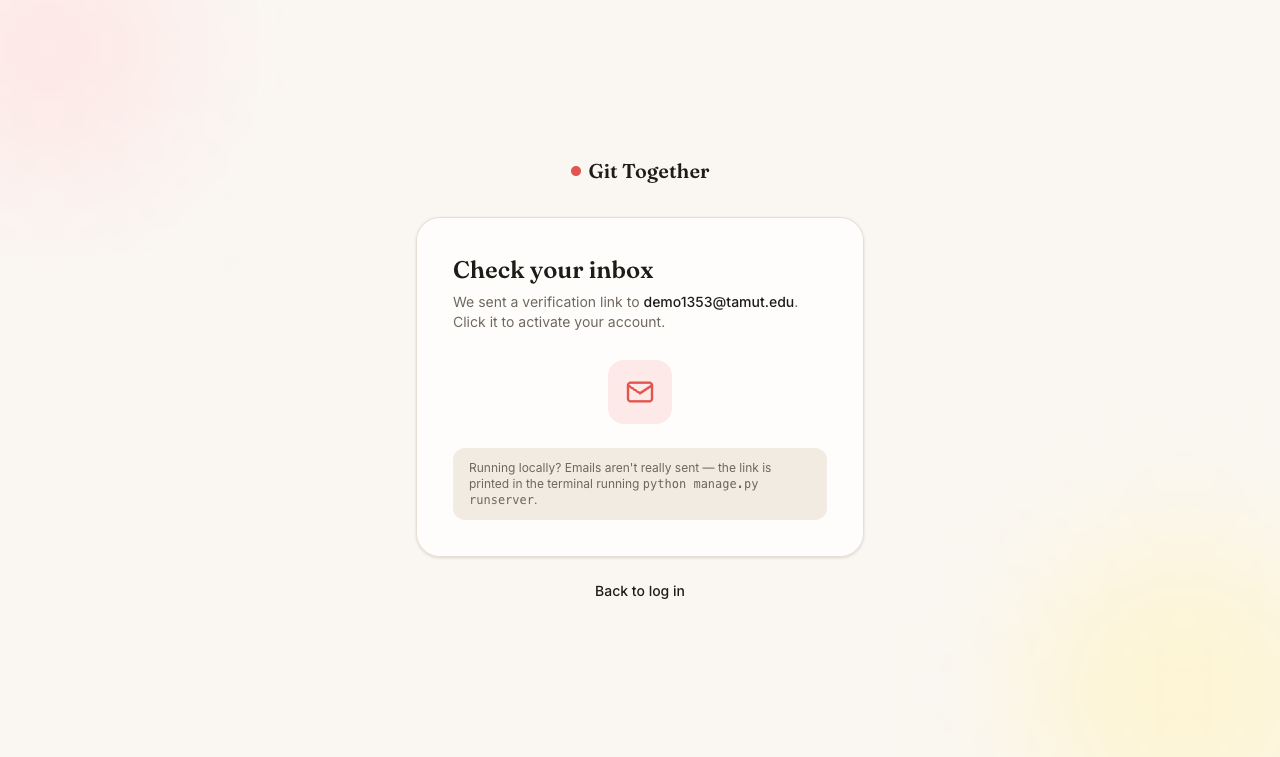 Git Together
Check your inbox
We sent a verification link to demo1353@tamut.edu.
Click it to activate your account.
Running locally? Emails aren't really sent — the link is
printed in the terminal running python manage.py
runserver.
Back to log in